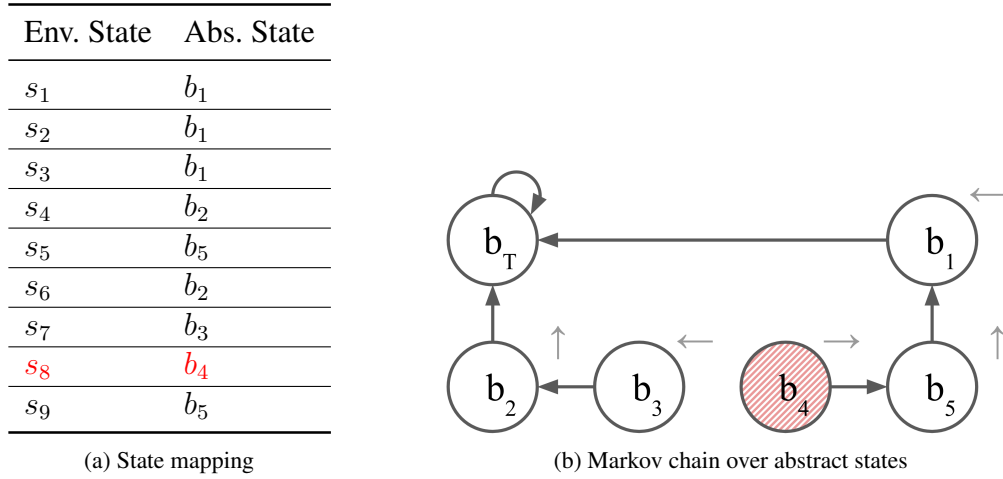 Env. State Abs. State
s₁ b₁
s₂ b₁
s₃ b₁
s₄ b₂
s₅ b₅
s₆ b₂
s₇ b₃
s₈ b₄
s₉ b₅
(a) State mapping
←
b_T b₁
↑ ← → ↑
b₂ b₃ b₄ b₅
(b) Markov chain over abstract states